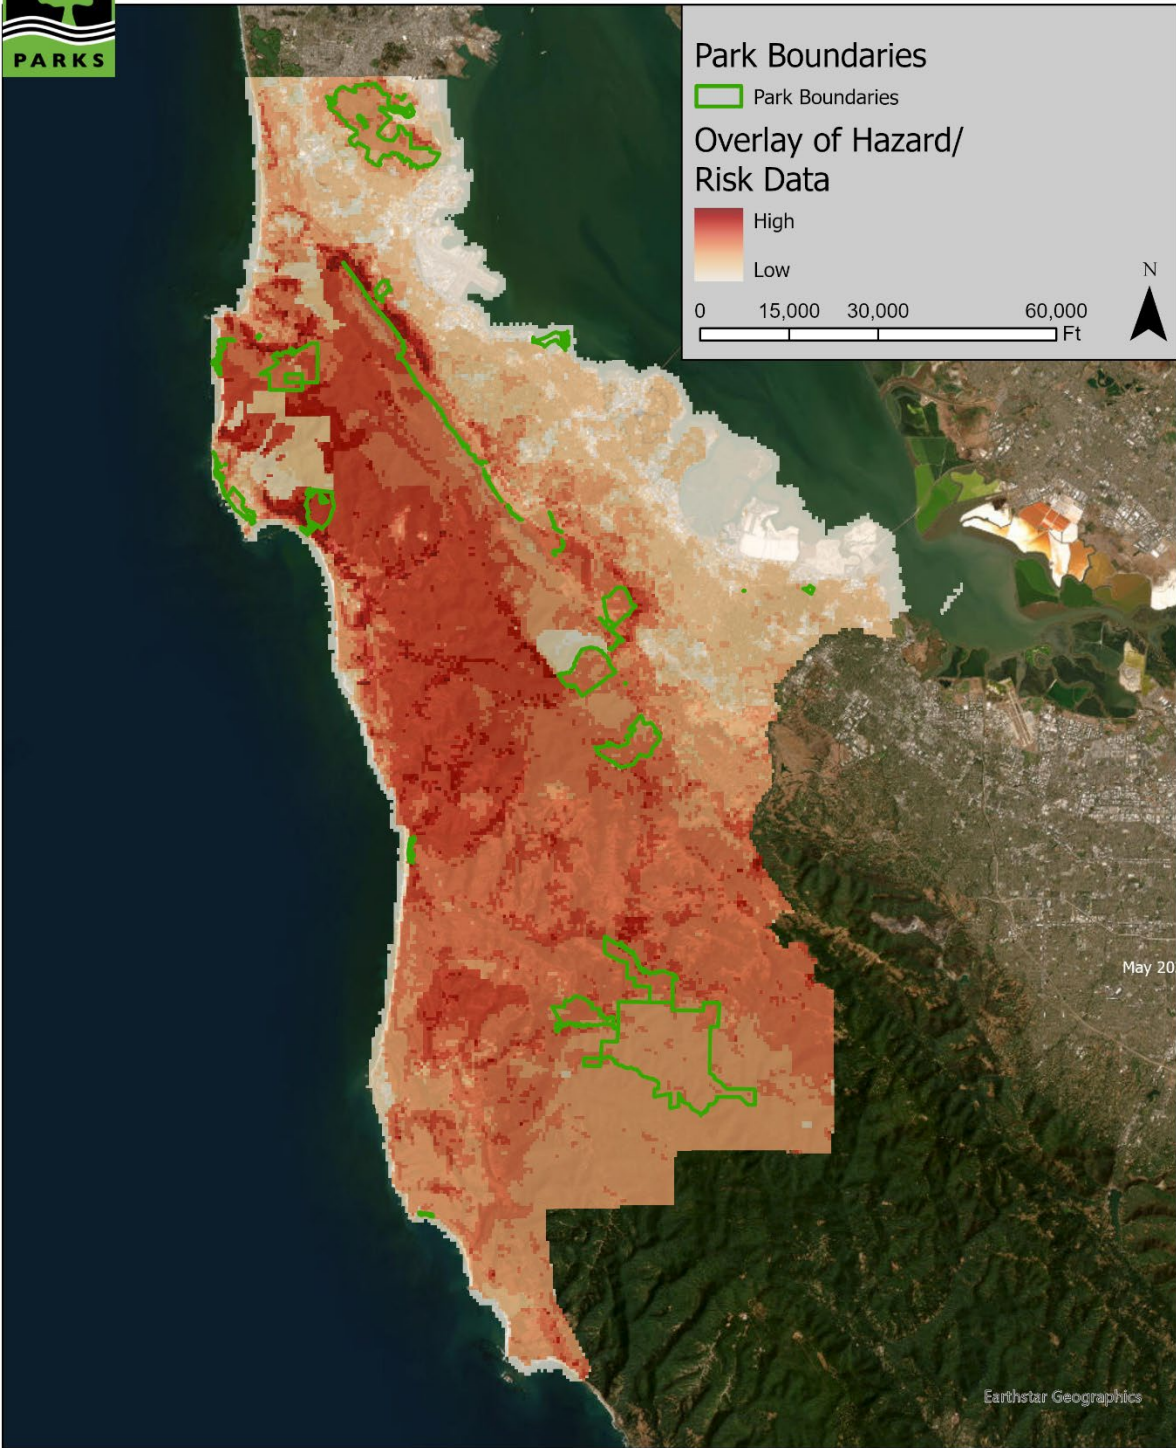 PARKS
Park Boundaries
Park Boundaries
Overlay of Hazard/
Risk Data
High
Low
N
0 15,000 30,000 60,000
Ft
May 20
Earthstar Geographics